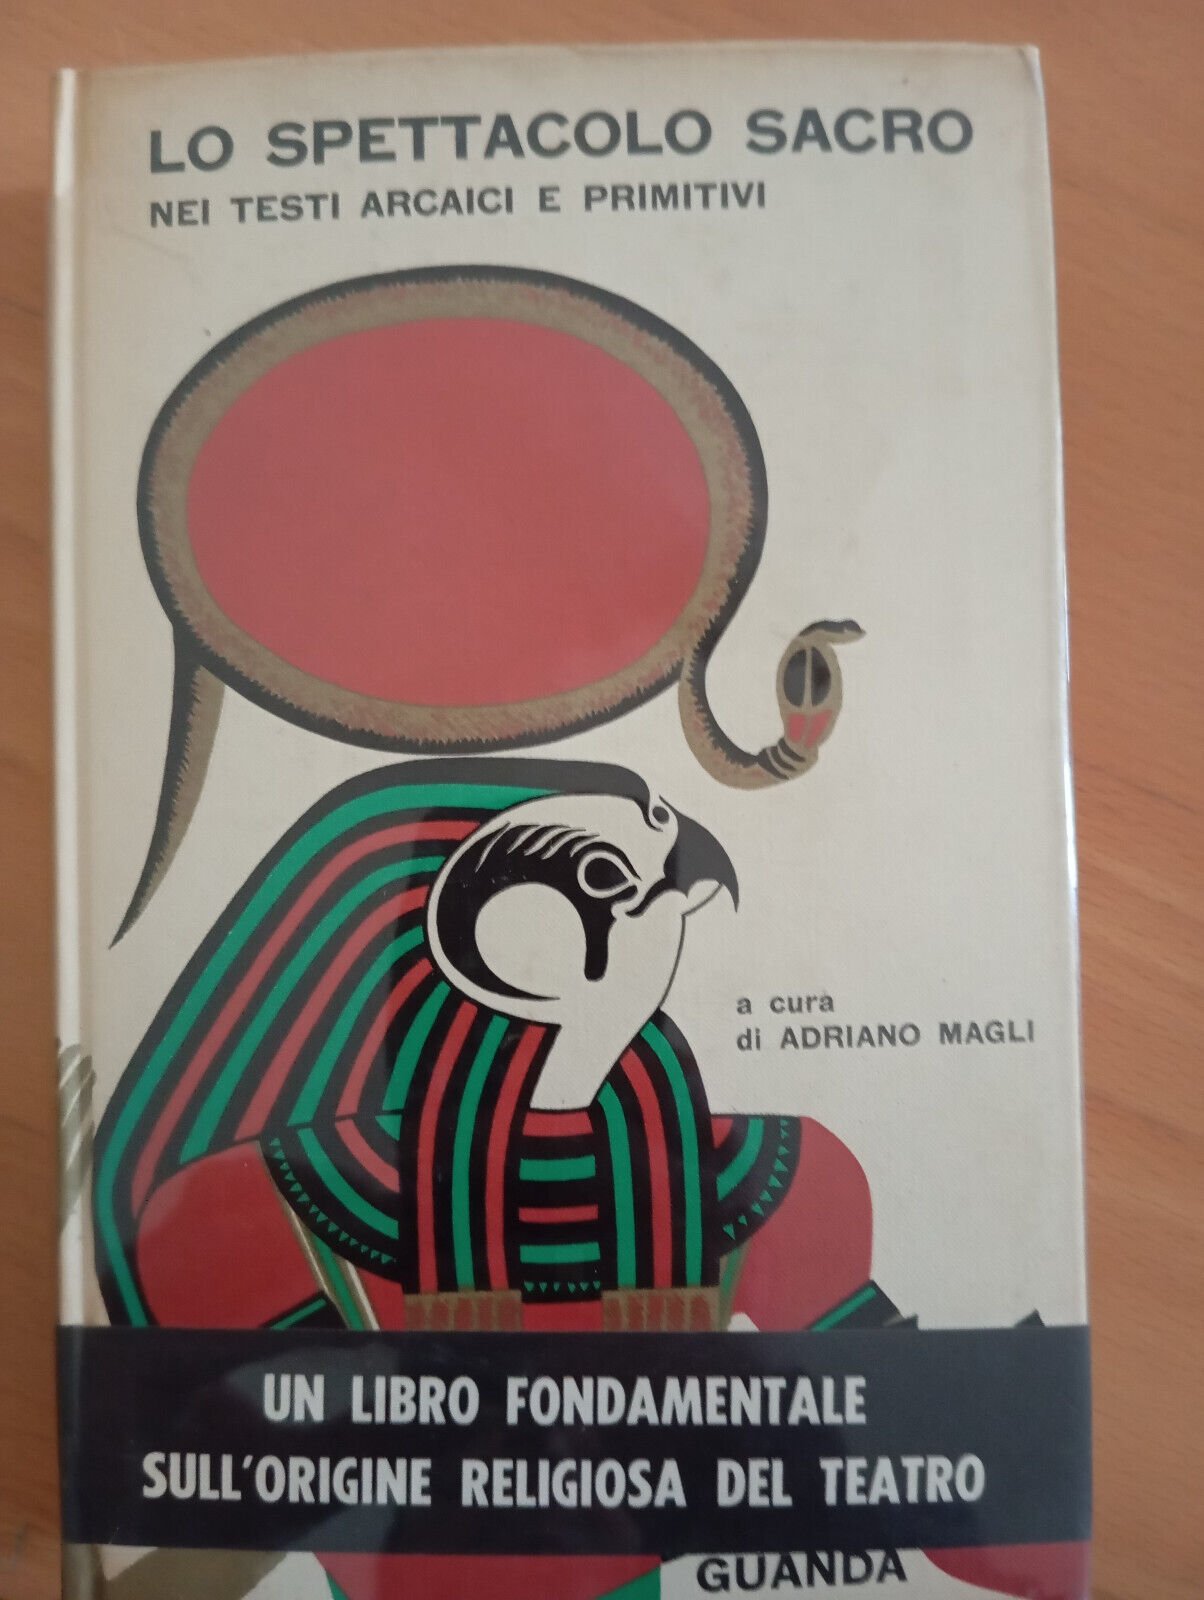 LO SPETTACOLO SACRO
NEI TESTI ARCAICI E PRIMITIVI
a cura
di ADRIANO MAGLI
UN LIBRO FONDAMENTALE
SULL'ORIGINE RELIGIOSA DEL TEATRO
GUANDA